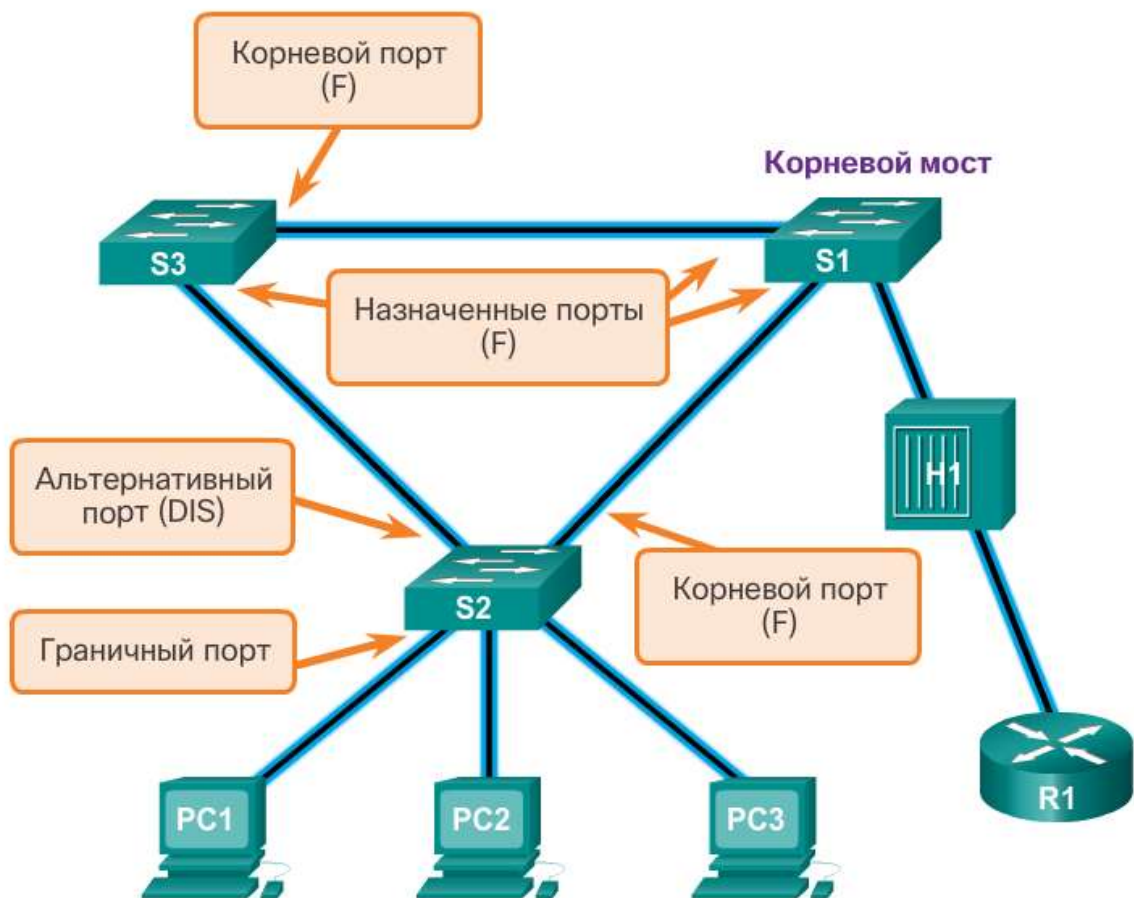 Корневой порт
(F)
Корневой мост
S3
S1
Назначенные порты
(F)
Альтернативный
порт (DIS)
H1
S2
Корневой порт
(F)
Граничный порт
PC1
PC2
PC3
R1